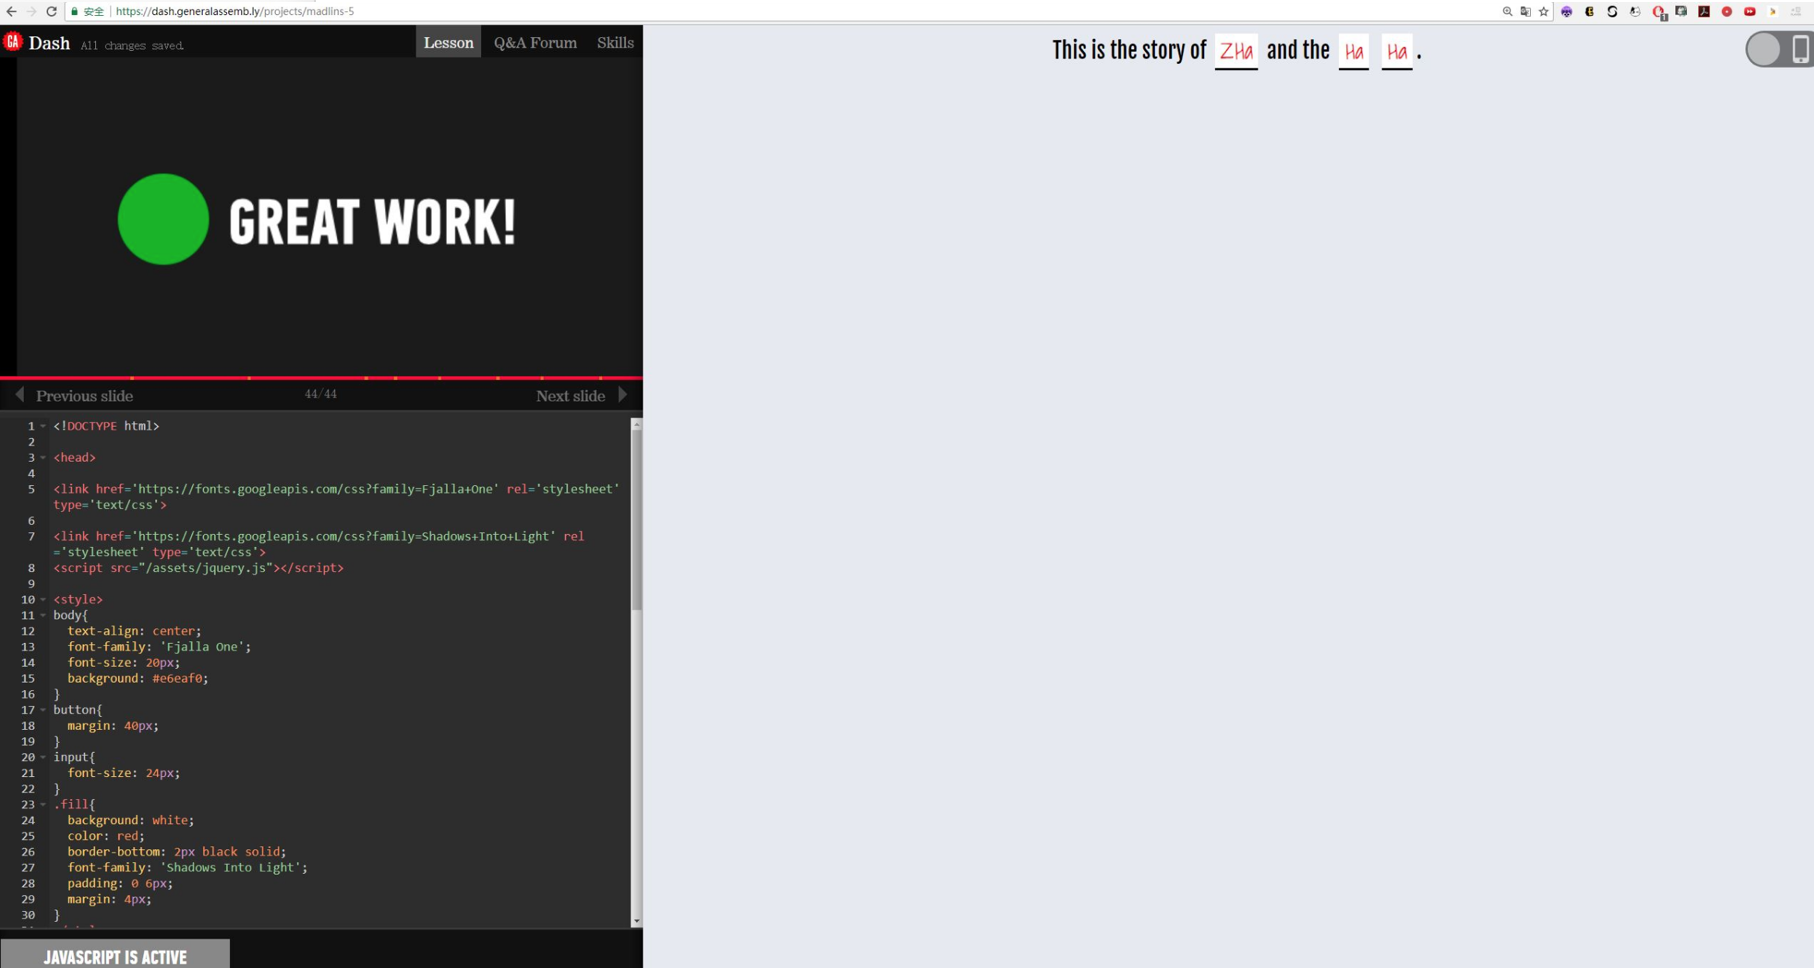 安全 https://dash.generalassemb.ly/projects/madlins-5
GA Dash All changes saved. Lesson Q&A Forum Skills
This is the story of ZHa and the Ha Ha .
GREAT WORK!
Previous slide 44/44 Next slide
1 <!DOCTYPE html>
2
3 <head>
4
5 <link href='https://fonts.googleapis.com/css?family=Fjalla+One' rel='stylesheet'
type='text/css'>
6
7 <link href='https://fonts.googleapis.com/css?family=Shadows+Into+Light' rel
='stylesheet' type='text/css'>
8 <script src="/assets/jquery.js"></script>
9
10 <style>
11 body{
12 text-align: center;
13 font-family: 'Fjalla One';
14 font-size: 20px;
15 background: #e6eaf0;
16 }
17 button{
18 margin: 40px;
19 }
20 input{
21 font-size: 24px;
22 }
23 .fill{
24 background: white;
25 color: red;
26 border-bottom: 2px black solid;
27 font-family: 'Shadows Into Light';
28 padding: 0 6px;
29 margin: 4px;
30 }
JAVASCRIPT IS ACTIVE